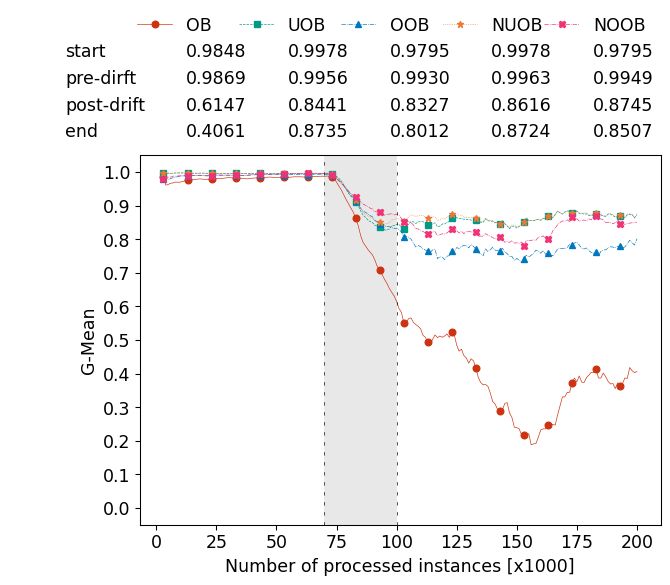 OB UOB OOB NUOB NOOB
start 0.9848 0.9978 0.9795 0.9978 0.9795
pre-dirft 0.9869 0.9956 0.9930 0.9963 0.9949
post-drift 0.6147 0.8441 0.8327 0.8616 0.8745
end 0.4061 0.8735 0.8012 0.8724 0.8507
1.0
0.9
0.8
0.7
0.6
0.5
0.4
0.3
0.2
0.1
0.0
G-Mean
0 25 50 75 100 125 150 175 200
Number of processed instances [x1000]